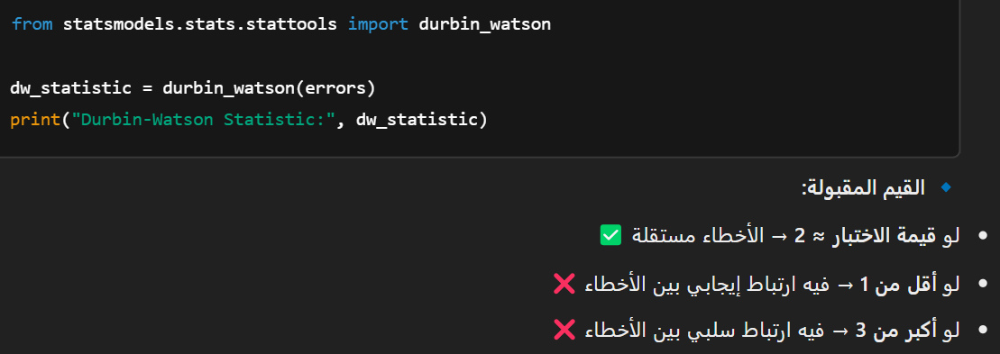 from statsmodels.stats.stattools import durbin_watson
dw_statistic = durbin_watson(errors)
print("Durbin-Watson Statistic:", dw_statistic)
🔹 القيم المقبولة:
• لو قيمة الاختبار ≈ 2 → الأخطاء مستقلة ✅
• لو أقل من 1 → فيه ارتباط إيجابي بين الأخطاء ❌
• لو أكبر من 3 → فيه ارتباط سلبي بين الأخطاء ❌